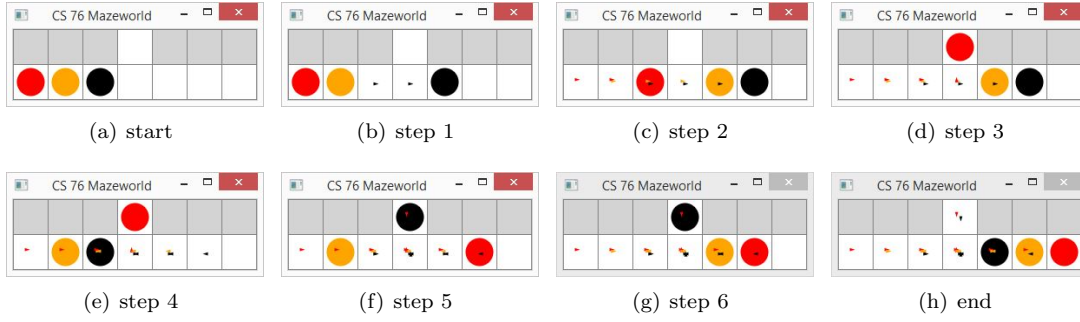 CS 76 Mazeworld
CS 76 Mazeworld
CS 76 Mazeworld
CS 76 Mazeworld
(a) start
(b) step 1
(c) step 2
(d) step 3
CS 76 Mazeworld
CS 76 Mazeworld
CS 76 Mazeworld
CS 76 Mazeworld
(e) step 4
(f) step 5
(g) step 6
(h) end